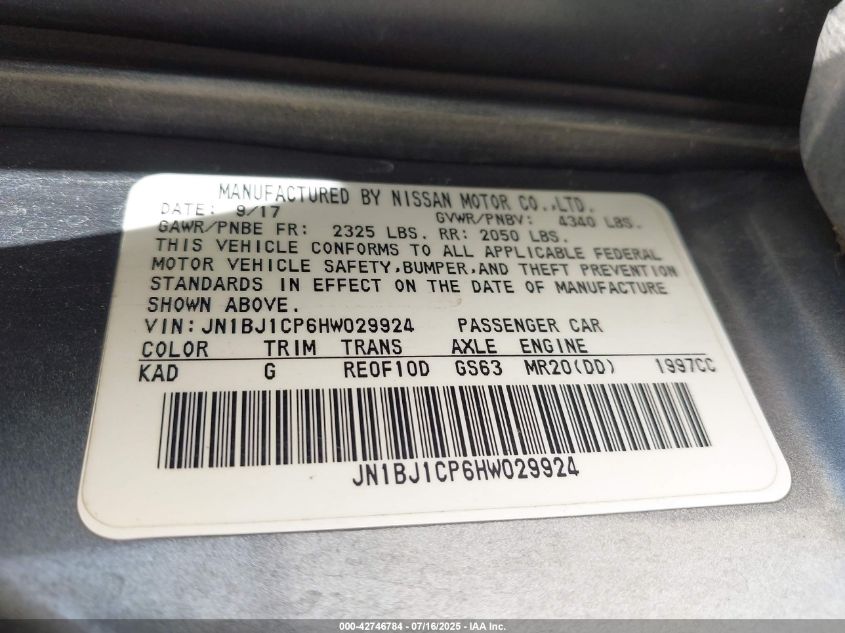 MANUFACTURED BY NISSAN MOTOR CO.,LTD.
DATE: 9/17 GVWR/PNBV: 4340 LBS.
GAWR/PNBE FR: 2325 LBS. RR: 2050 LBS.
THIS VEHICLE CONFORMS TO ALL APPLICABLE FEDERAL
MOTOR VEHICLE SAFETY,BUMPER,AND THEFT PREVENTION
STANDARDS IN EFFECT ON THE DATE OF MANUFACTURE
SHOWN ABOVE.
VIN:JN1BJ1CP6HW029924 PASSENGER CAR
COLOR TRIM TRANS AXLE ENGINE
KAD G RE0F10D GS63 MR20(DD) 1997CC
JN1BJ1CP6HW029924
000-42746784 - 07/16/2025 - IAA Inc.